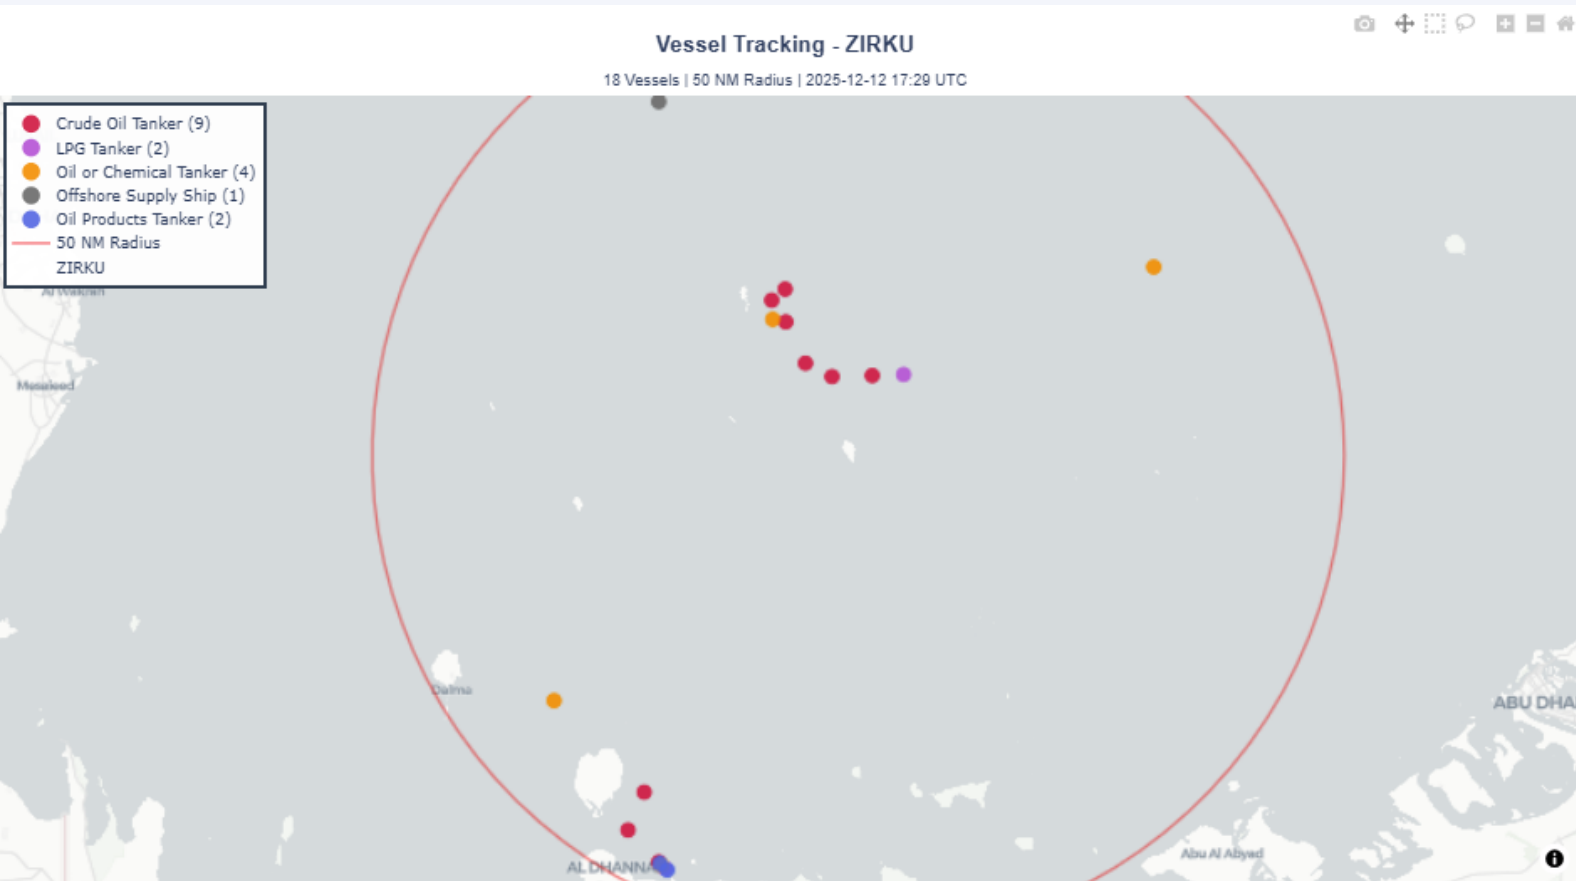 Vessel Tracking - ZIRKU
18 Vessels | 50 NM Radius | 2025-12-12 17:29 UTC
Crude Oil Tanker (9)
LPG Tanker (2)
Oil or Chemical Tanker (4)
Offshore Supply Ship (1)
Oil Products Tanker (2)
50 NM Radius
ZIRKU
Al Wakrah
Mesaieed
Dalma
ABU DHA
Abu Al Abyad
AL DHANNA